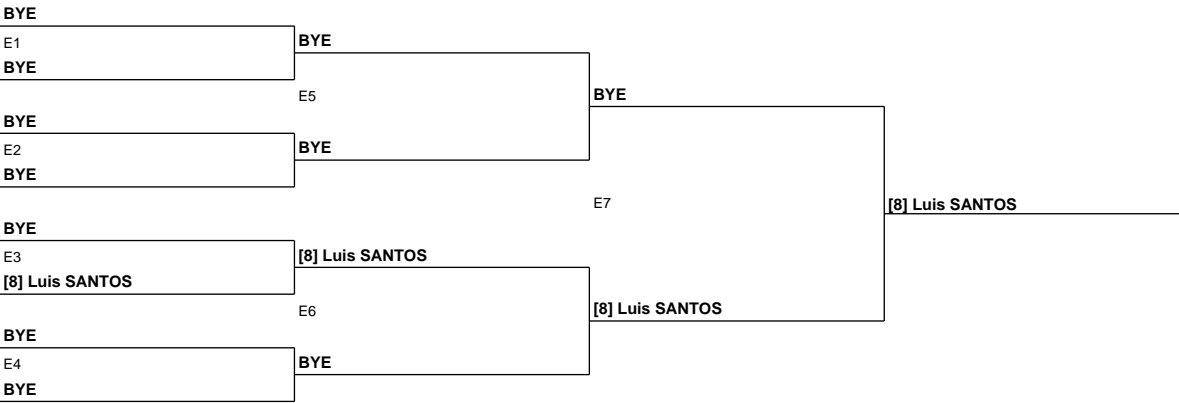 BYE
E1
BYE
BYE
E5
BYE
BYE
E2
BYE
BYE
E7
[8] Luis SANTOS
BYE
E3
[8] Luis SANTOS
[8] Luis SANTOS
E6
[8] Luis SANTOS
BYE
E4
BYE
BYE